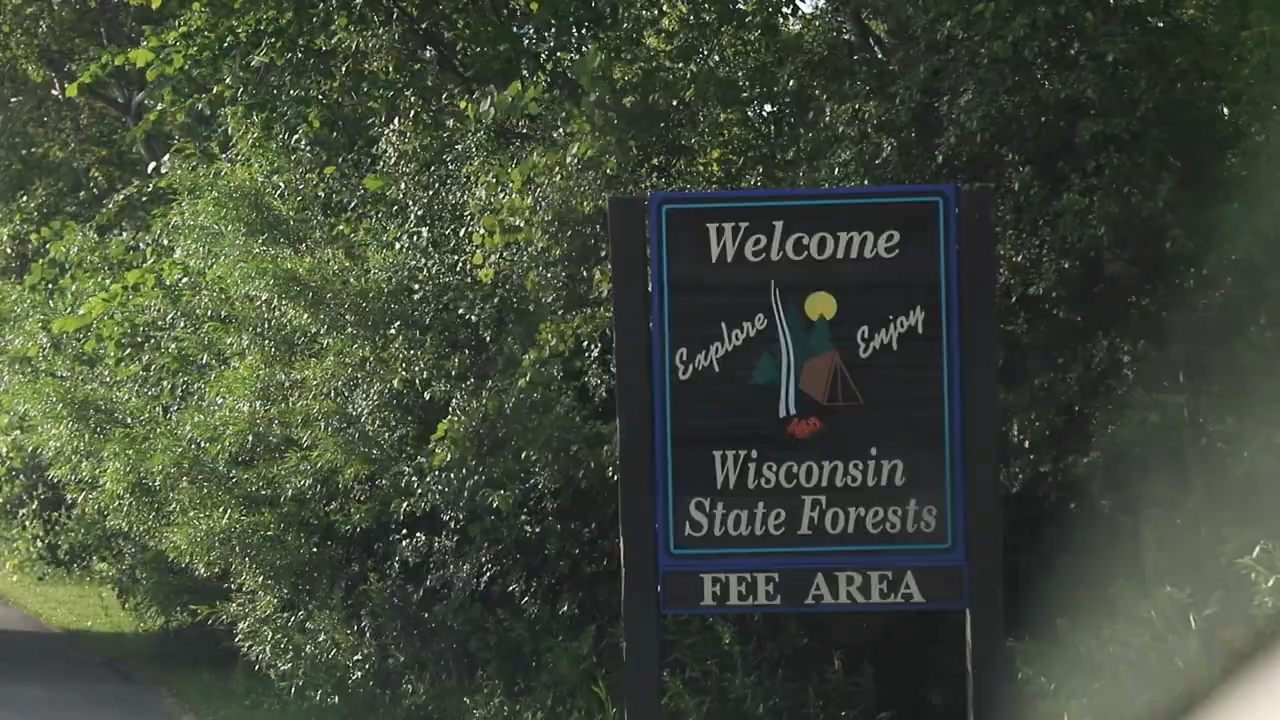 Welcome
Explore
Enjoy
Wisconsin
State Forests
FEE AREA